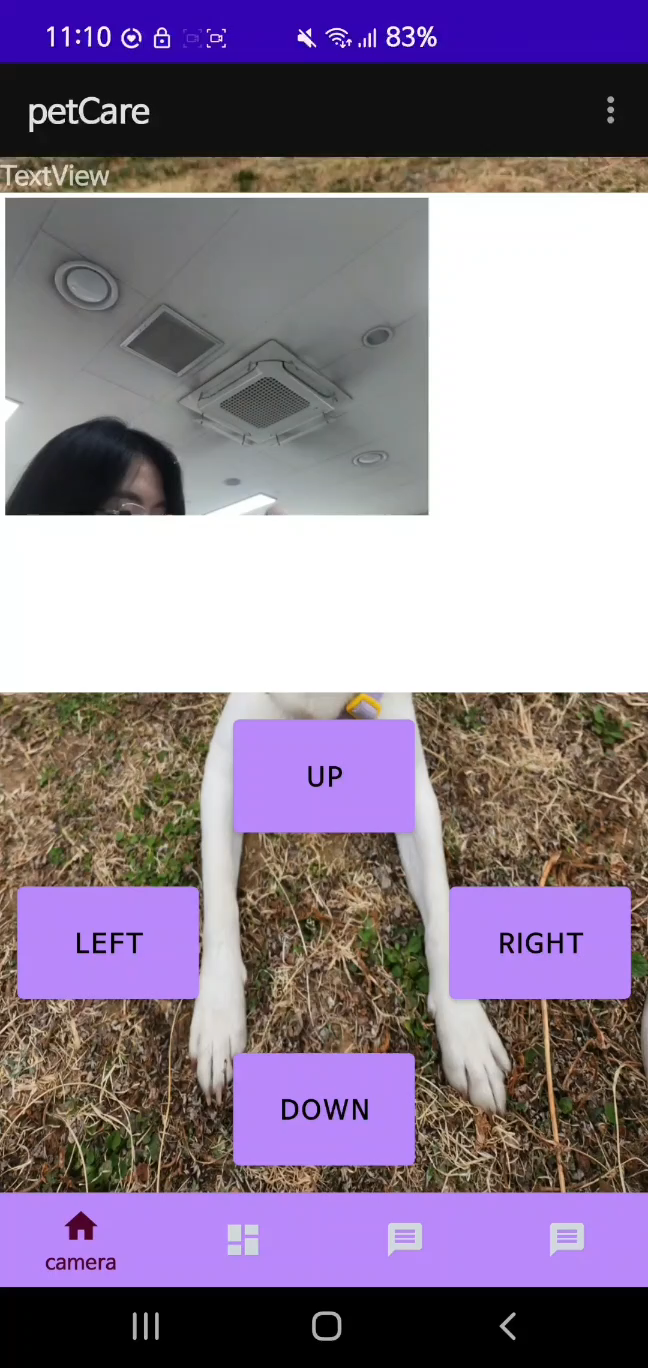 11:10 83%
petCare
TextView
UP
LEFT RIGHT
DOWN
camera